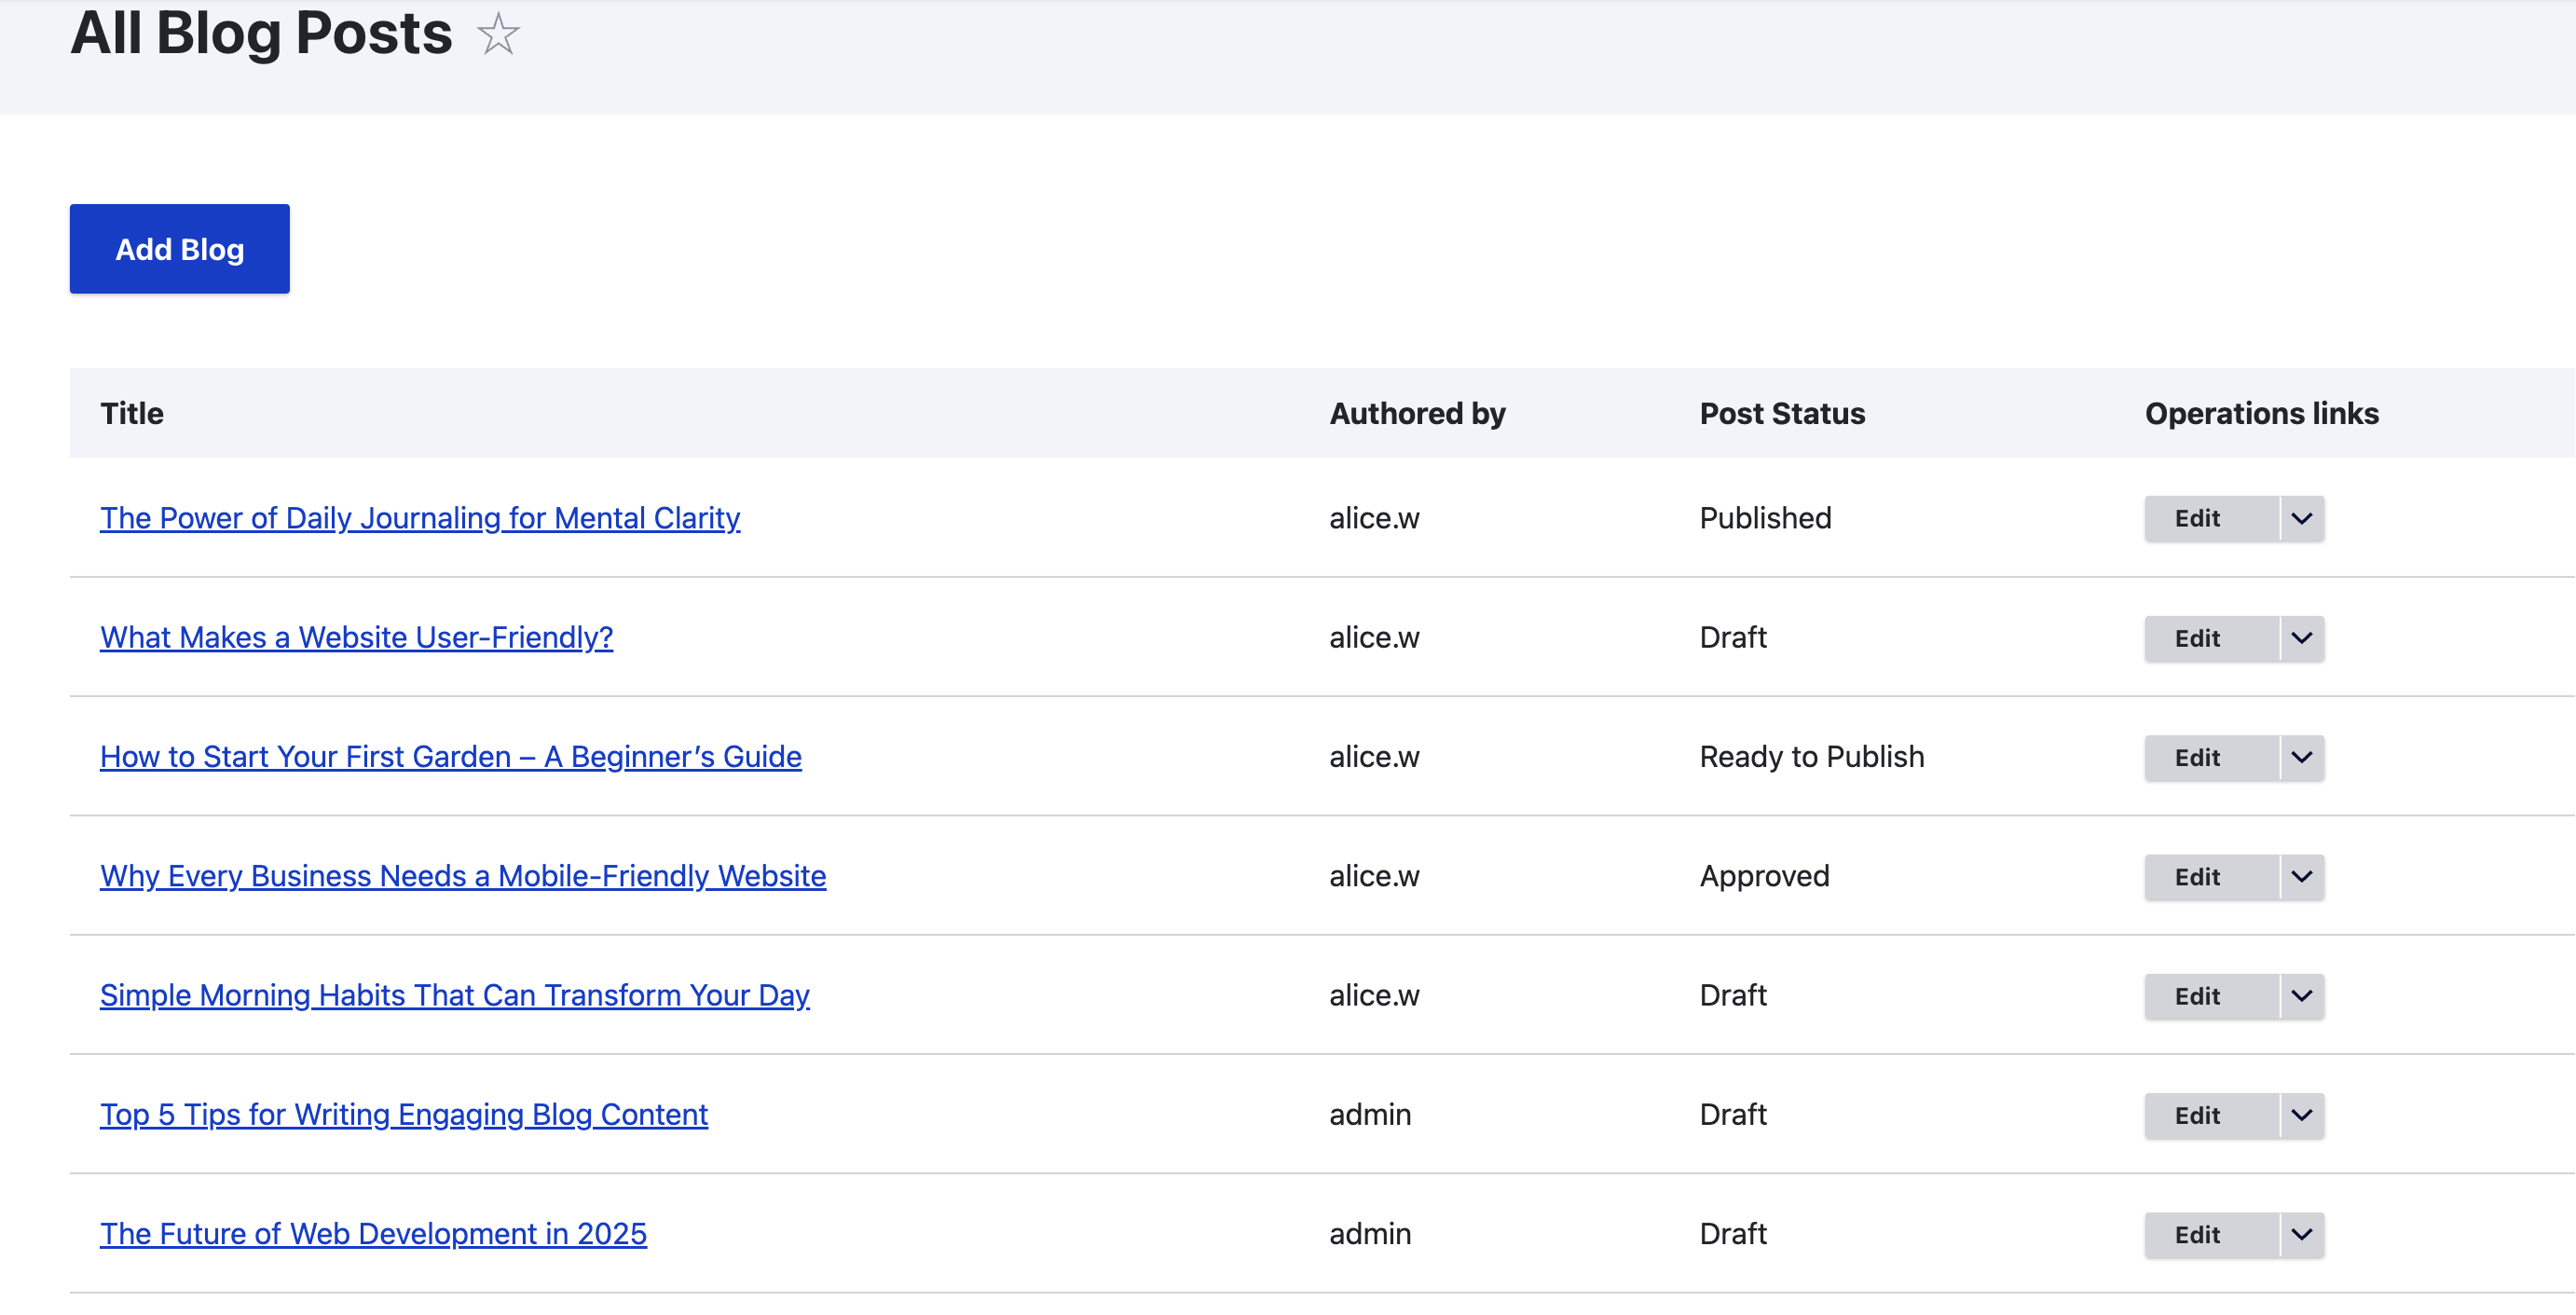 All Blog Posts
Add Blog
Title Authored by Post Status Operations links
The Power of Daily Journaling for Mental Clarity alice.w Published Edit
What Makes a Website User-Friendly? alice.w Draft Edit
How to Start Your First Garden – A Beginner’s Guide alice.w Ready to Publish Edit
Why Every Business Needs a Mobile-Friendly Website alice.w Approved Edit
Simple Morning Habits That Can Transform Your Day alice.w Draft Edit
Top 5 Tips for Writing Engaging Blog Content admin Draft Edit
The Future of Web Development in 2025 admin Draft Edit